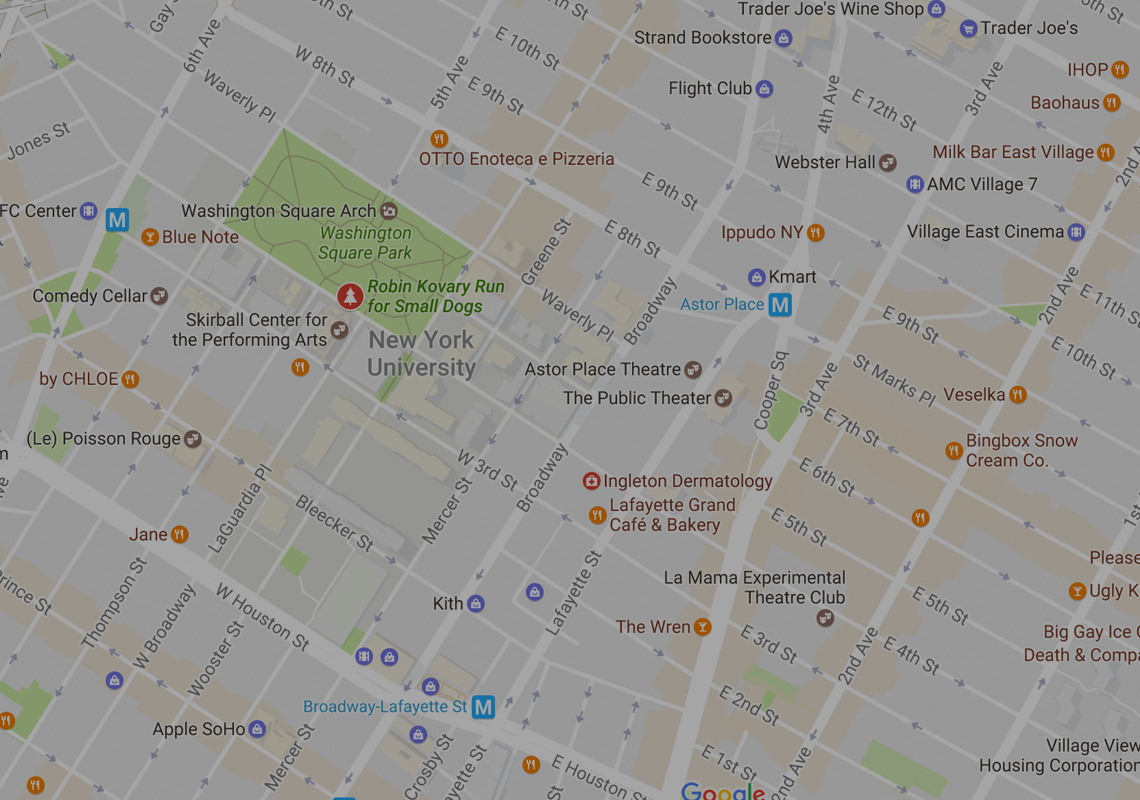 Gay S
6th Ave
Trader Joe's Wine Shop
Trader Joe's
Strand Bookstore
W 8th St
E 10th St
5th Ave
3rd Ave
IHOP
Flight Club
E 9th St
Waverly Pl
4th Ave
E 12th St
Baohaus
Jones St
OTTO Enoteca e Pizzeria
Webster Hall
Milk Bar East Village
AMC Village 7
E 9th St
2nd A
FC Center
M
Washington Square Arch
Washington
Square Park
Blue Note
Greene St
E 8th St
Ippudo NY
Village East Cinema
Kmart
Comedy Cellar
Robin Kovary Run
for Small Dogs
Waverly Pl
Broadway
Astor Place
M
2nd Ave
E 11th St
Skirball Center for
the Performing Arts
New York
University
E 9th St
E 10th St
Astor Place Theatre
The Public Theater
Cooper Sq
3rd Ave
St Marks Pl
by CHLOE
Veselka
E 7th St
(Le) Poisson Rouge
Bingbox Snow
Cream Co.
m
W 3rd St
Broadway
E 6th St
Ingleton Dermatology
Lafayette Grand
Café & Bakery
LaGuardia Pl
Bleecker St
Mercer St
E 5th St
1st
Jane
Please
Prince St
Thompson St
W Broadway
W Houston St
Wooster St
Kith
Lafayette St
La Mama Experimental
Theatre Club
Ugly K
E 5th St
The Wren
E 3rd St
2nd Ave
E 4th St
Big Gay Ice C
Death & Compa
Broadway-Lafayette St
M
E 2nd St
Apple SoHo
Mercer St
Crosby St
yette St
E Houston St
E 1st St
2nd Ave
Village View
Housing Corporation
Google